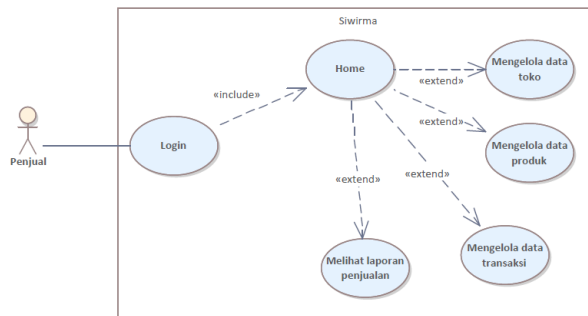 Siwirma
Home
Mengelola data
toko
«extend»
«include»
«extend»
Login
Penjual
Mengelola data
produk
«extend»
«extend»
Melihat laporan
penjualan
Mengelola data
transaksi